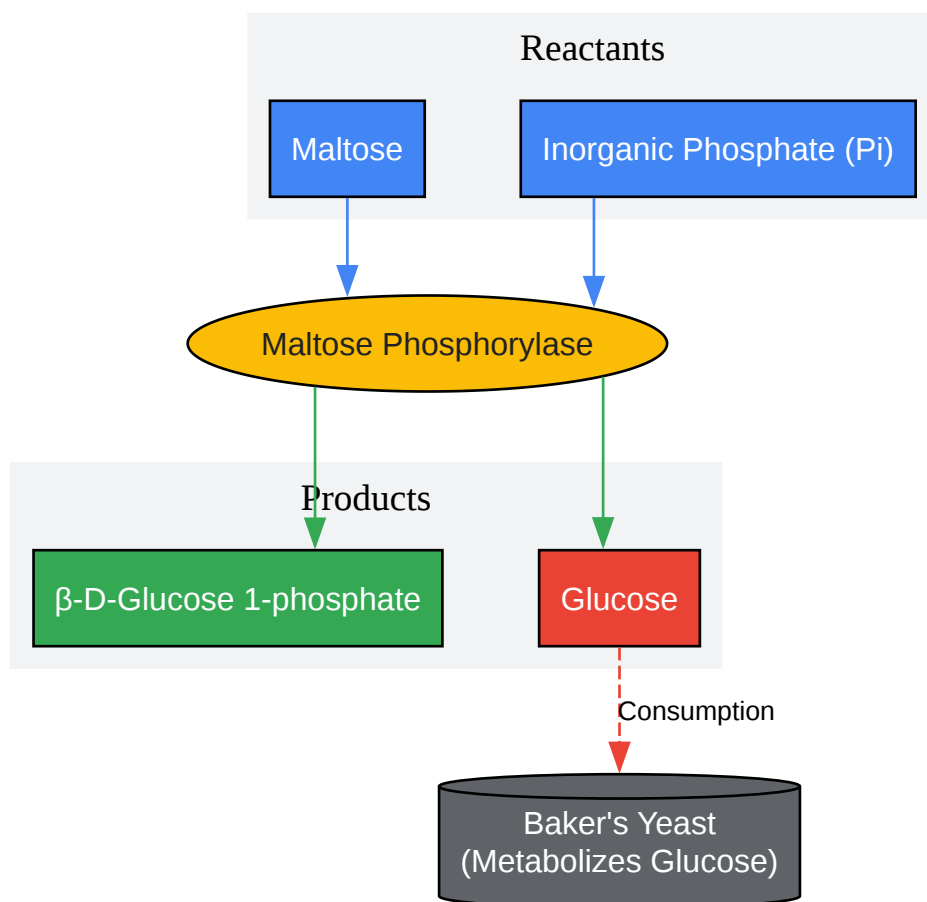 Reactants
Maltose
Inorganic Phosphate (Pi)
Maltose Phosphorylase
Products
β-D-Glucose 1-phosphate
Glucose
Consumption
Baker's Yeast
(Metabolizes Glucose)